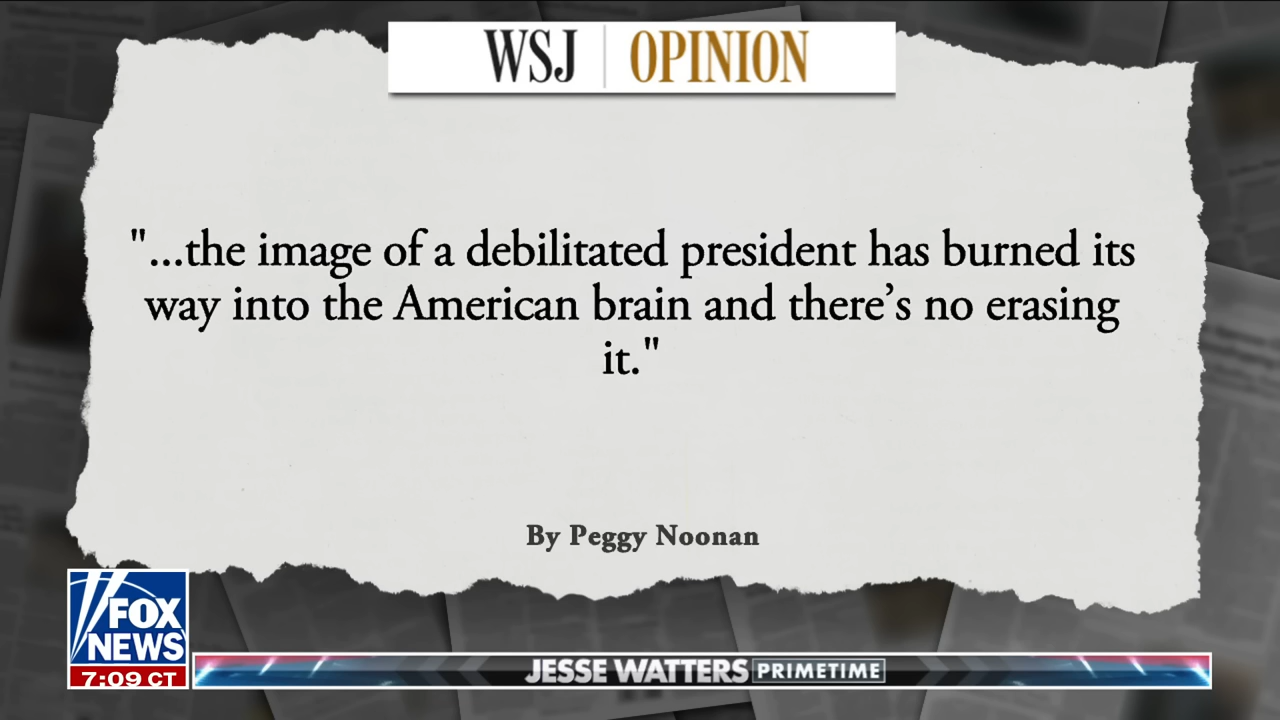 WSJ OPINION
"...the image of a debilitated president has burned its
way into the American brain and there’s no erasing
it."
By Peggy Noonan
FOX
NEWS
7:09 CT
JESSE WATTERS PRIMETIME